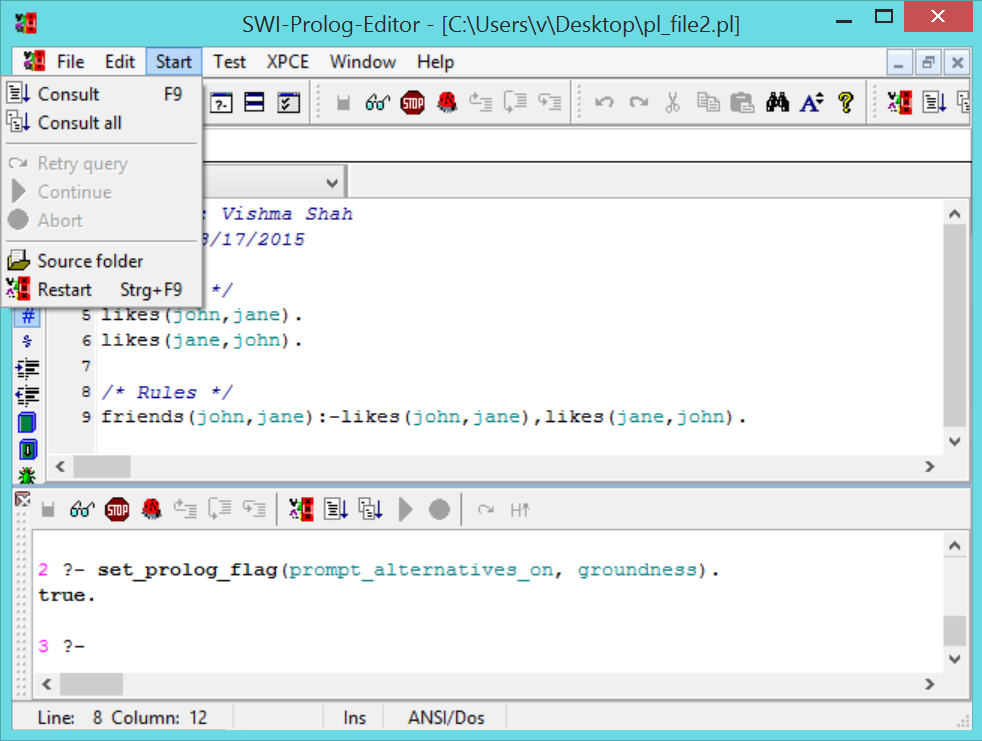 SWI-Prolog-Editor - [C:\Users\v\Desktop\pl_file2.pl]
File Edit Start Test XPCE Window Help
Consult F9
Consult all
Retry query
Continue
Abort
Source folder
Restart Strg+F9
STOP
: Vishma Shah
8/17/2015
*/
5 likes(john,jane).
6 likes(jane,john).
7
8 /* Rules */
9 friends(john,jane):-likes(john,jane),likes(jane,john).
STOP
2 ?- set_prolog_flag(prompt_alternatives_on, groundness).
true.
3 ?-
Line: 8 Column: 12 Ins ANSI/Dos